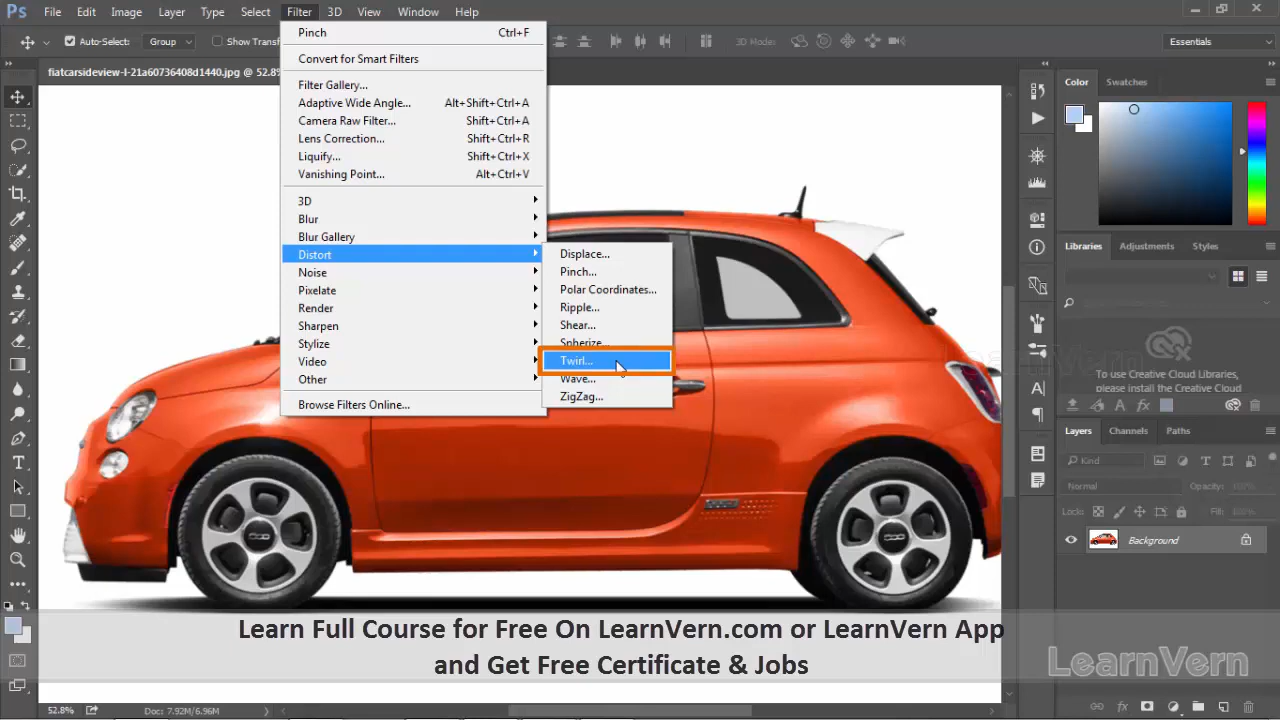 Ps File Edit Image Layer Type Select Filter 3D View Window Help
Auto-Select: Group Show Transf 3D Mode: Essentials
fiatcarsideview-l-21a60736408d1440.jpg @ 52.8%
Pinch Ctrl+F
Convert for Smart Filters
Filter Gallery...
Adaptive Wide Angle... Alt+Shift+Ctrl+A
Camera Raw Filter... Shift+Ctrl+A
Lens Correction... Shift+Ctrl+R
Liquify... Shift+Ctrl+X
Vanishing Point... Alt+Ctrl+V
3D
Blur
Blur Gallery
Distort
Noise
Pixelate
Render
Sharpen
Stylize
Video
Other
Browse Filters Online...
Displace...
Pinch...
Polar Coordinates...
Ripple...
Shear...
Spherize...
Twirl...
Wave...
ZigZag...
Color Swatches
Libraries Adjustments Styles
LearnVern
To use Creative Cloud Libraries,
please install the Creative Cloud
Layers Channels Paths
Kind
Normal Opacity: 100%
Locks: Fill: 100%
Background
Learn Full Course for Free On LearnVern.com or LearnVern App
and Get Free Certificate & Jobs
LearnVern
52.8% Doc: 7.92M/6.96M